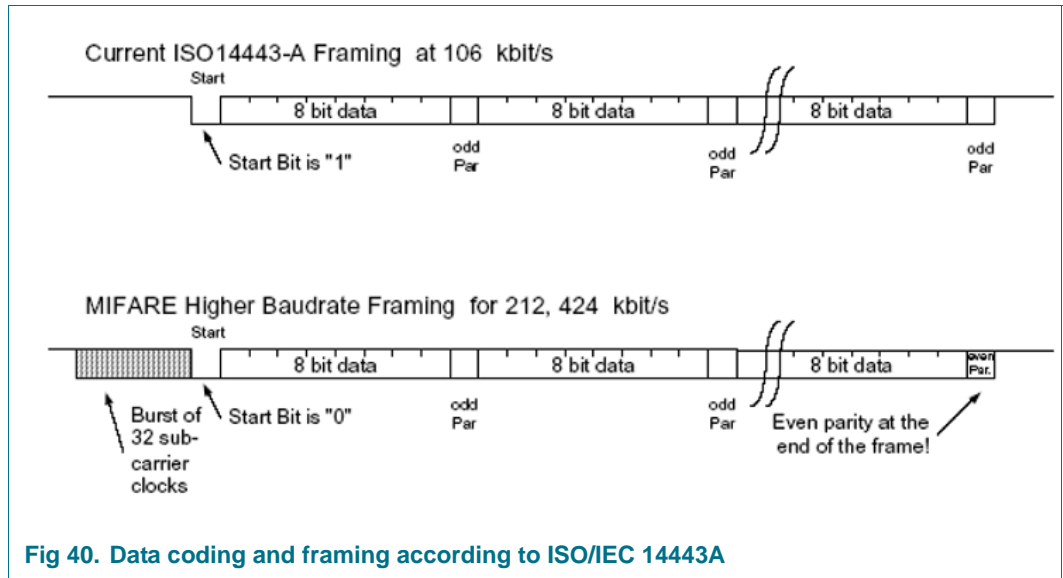 Current ISO14443-A Framing at 106 kbit/s
Start
8 bit data 8 bit data 8 bit data
Start Bit is "1"
odd
Par
odd
Par
odd
Par
MIFARE Higher Baudrate Framing for 212, 424 kbit/s
Start
8 bit data 8 bit data 8 bit data
even
Par.
Burst of
32 sub-
carrier
clocks
Start Bit is "0"
odd
Par
odd
Par
Even parity at the
end of the frame!
Fig 40. Data coding and framing according to ISO/IEC 14443A